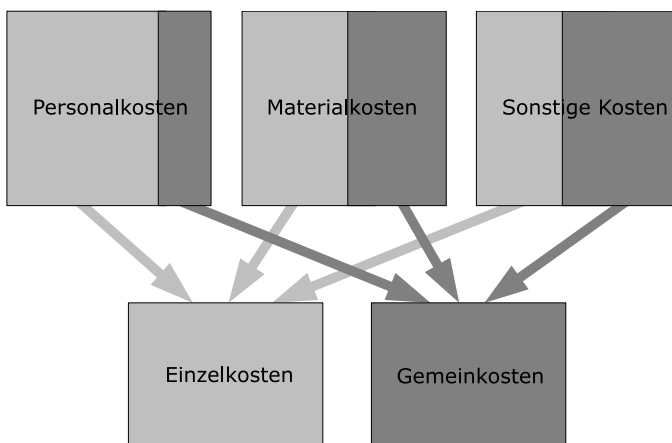 Personalkosten
Materialkosten
Sonstige Kosten
Einzelkosten
Gemeinkosten